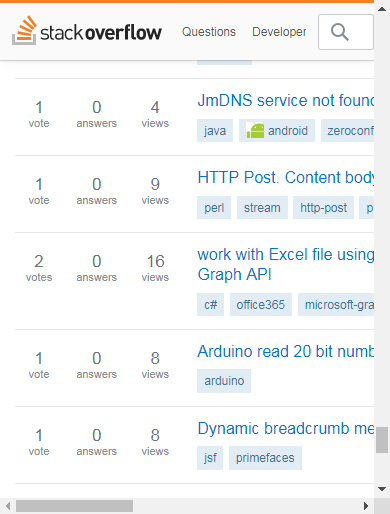 stackoverflow Questions Developer
1 0 4 JmDNS service not found
vote answers views java android zeroconf
1 0 9 HTTP Post. Content body
vote answers views perl stream http-post p
2 0 16 work with Excel file using
votes answers views Graph API
c# office365 microsoft-gra
1 0 8 Arduino read 20 bit numb
vote answers views arduino
1 0 8 Dynamic breadcrumb me
vote answers views jsf primefaces